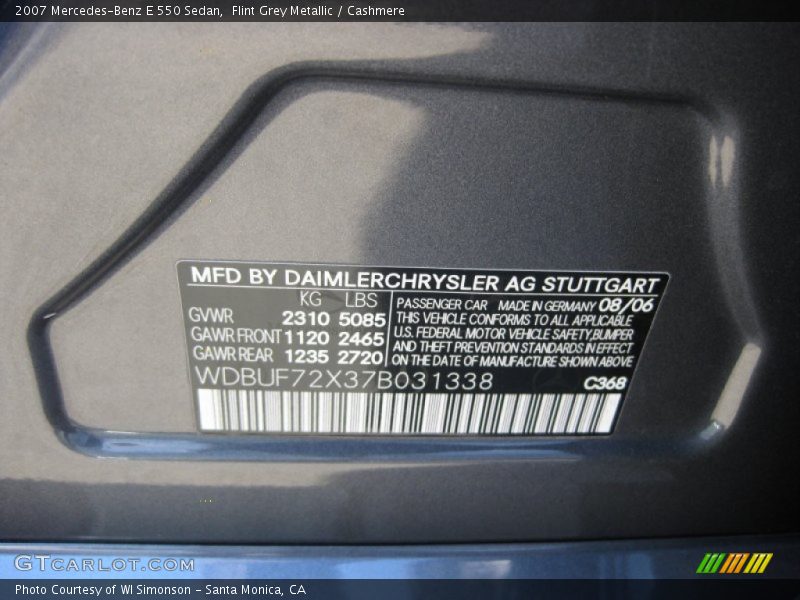 2007 Mercedes-Benz E 550 Sedan, Flint Grey Metallic / Cashmere
MFD BY DAIMLERCHRYSLER AG STUTTGART
KG LBS
GVWR 2310 5085
GAWR FRONT 1120 2465
GAWR REAR 1235 2720
PASSENGER CAR MADE IN GERMANY 08/06
THIS VEHICLE CONFORMS TO ALL APPLICABLE
U.S. FEDERAL MOTOR VEHICLE SAFETY, BUMPER
AND THEFT PREVENTION STANDARDS IN EFFECT
ON THE DATE OF MANUFACTURE SHOWN ABOVE
WDBUF72X37B031338 C368
GTCARLOT.COM
Photo Courtesy of WI Simonson - Santa Monica, CA